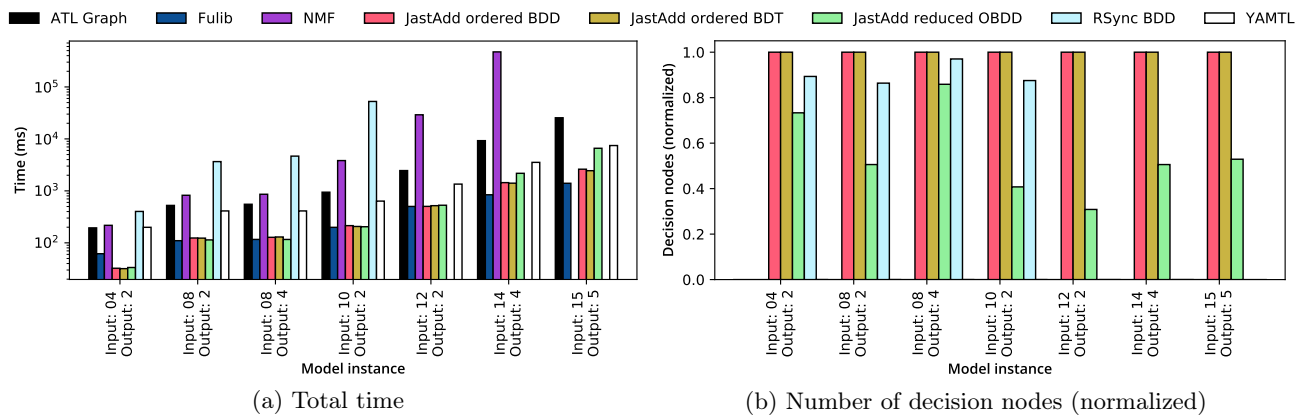 ATL Graph Fulib NMF JastAdd ordered BDD JastAdd ordered BDT JastAdd reduced OBDD RSync BDD YAMTL
Time (ms)
10^5
10^4
10^3
10^2
Input: 04
Output: 2
Input: 08
Output: 2
Input: 08
Output: 4
Input: 10
Output: 2
Input: 12
Output: 2
Input: 14
Output: 4
Input: 15
Output: 5
Model instance
(a) Total time
Decision nodes (normalized)
1.0
0.8
0.6
0.4
0.2
0.0
Input: 04
Output: 2
Input: 08
Output: 2
Input: 08
Output: 4
Input: 10
Output: 2
Input: 12
Output: 2
Input: 14
Output: 4
Input: 15
Output: 5
Model instance
(b) Number of decision nodes (normalized)